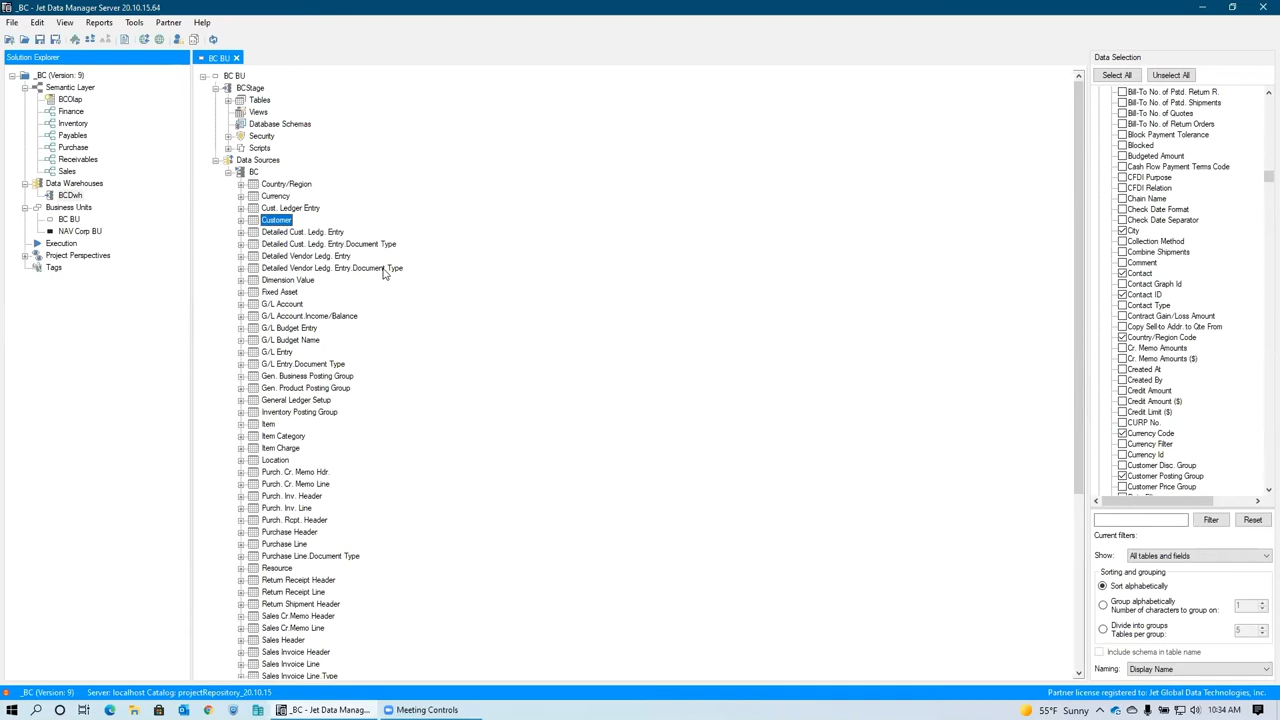 _BC - Jet Data Manager 20.10.15.64
File Edit View Reports Tools Partner Help
Solution Explorer
_BC (Version: 9)
Semantic Layer
BCOlap
Finance
Inventory
Payables
Purchase
Receivables
Sales
Data Warehouses
BCDwh
Business Units
BC BU
NAV Corp BU
Execution
Project Perspectives
Tags
BC BU
BC BU
BCStage
Tables
Views
Database Schemas
Security
Scripts
Data Sources
BC
Country/Region
Currency
Cust. Ledger Entry
Customer
Detailed Cust. Ledg. Entry
Detailed Cust. Ledg. Entry.Document Type
Detailed Vendor Ledg. Entry
Detailed Vendor Ledg. Entry.Document Type
Dimension Value
Fixed Asset
G/L Account
G/L Account.Income/Balance
G/L Budget Entry
G/L Budget Name
G/L Entry
G/L Entry.Document Type
Gen. Business Posting Group
Gen. Product Posting Group
General Ledger Setup
Inventory Posting Group
Item
Item Category
Item Charge
Location
Purch. Cr. Memo Hdr.
Purch. Cr. Memo Line
Purch. Inv. Header
Purch. Inv. Line
Purch. Rcpt. Header
Purchase Header
Purchase Line
Purchase Line.Document Type
Resource
Return Receipt Header
Return Receipt Line
Return Shipment Header
Sales Cr.Memo Header
Sales Cr.Memo Line
Sales Header
Sales Invoice Header
Sales Invoice Line
Sales Invoice Line.Type
Data Selection
Select All Unselect All
Bill-To No. of Pstd. Return R.
Bill-To No. of Pstd. Shipments
Bill-To No. of Quotes
Bill-To No. of Return Orders
Block Payment Tolerance
Blocked
Budgeted Amount
Cash Flow Payment Terms Code
CFDI Purpose
CFDI Relation
Chain Name
Check Date Format
Check Date Separator
City
Collection Method
Combine Shipments
Comment
Contact
Contact Graph Id
Contact ID
Contact Type
Contract Gain/Loss Amount
Copy Sell-to Addr. to Qte From
Country/Region Code
Cr. Memo Amounts
Cr. Memo Amounts ($)
Created At
Created By
Credit Amount
Credit Amount ($)
Credit Limit ($)
CURP No.
Currency Code
Currency Filter
Currency Id
Customer Disc. Group
Customer Posting Group
Customer Price Group
Filter Reset
Current filters:
Show: All tables and fields
Sorting and grouping
Sort alphabetically
Group alphabetically
Number of characters to group on: 1
Divide into groups
Tables per group: 5
Include schema in table name
Naming: Display Name
_BC (Version: 9) Server: localhost Catalog: projectRepository_20.10.15 Partner license registered to: Jet Global Data Technologies, Inc.
_BC - Jet Data Manag... Meeting Controls 55°F Sunny 10:34 AM